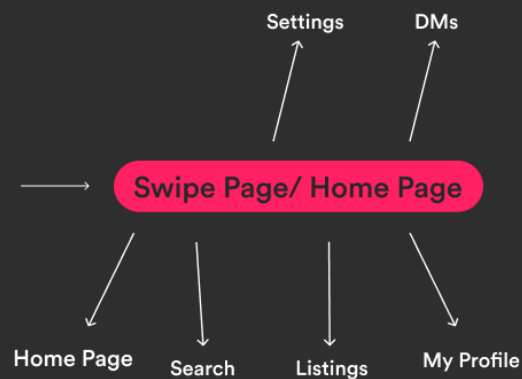 Settings
DMs
Swipe Page/ Home Page
Home Page
Search
Listings
My Profile